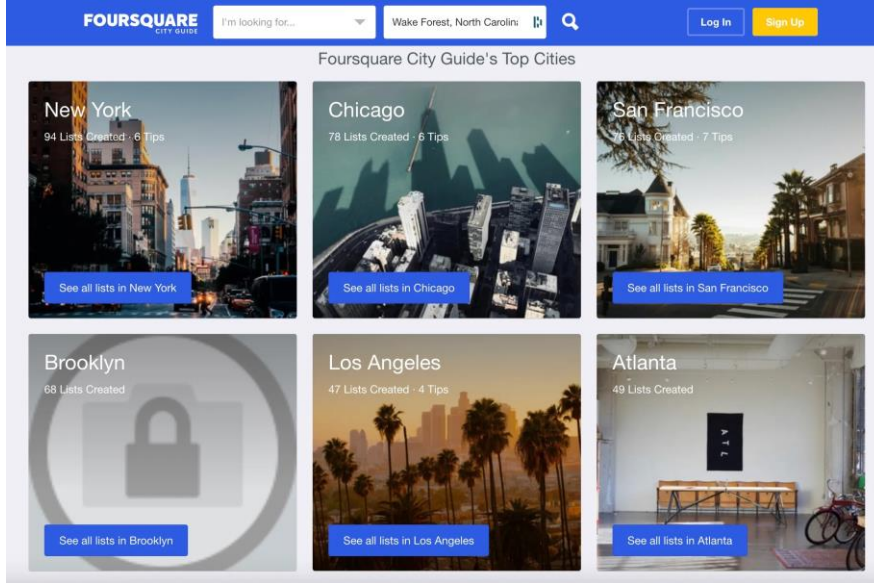 FOURSQUARE
CITY GUIDE
I'm looking for...
Wake Forest, North Carolin
Log In
Sign Up
Foursquare City Guide's Top Cities
New York
94 Lists Created · 6 Tips
See all lists in New York
Chicago
78 Lists Created · 6 Tips
See all lists in Chicago
San Francisco
76 Lists Created · 7 Tips
See all lists in San Francisco
Brooklyn
68 Lists Created
See all lists in Brooklyn
Los Angeles
47 Lists Created · 4 Tips
See all lists in Los Angeles
Atlanta
49 Lists Created
ATL
See all lists in Atlanta